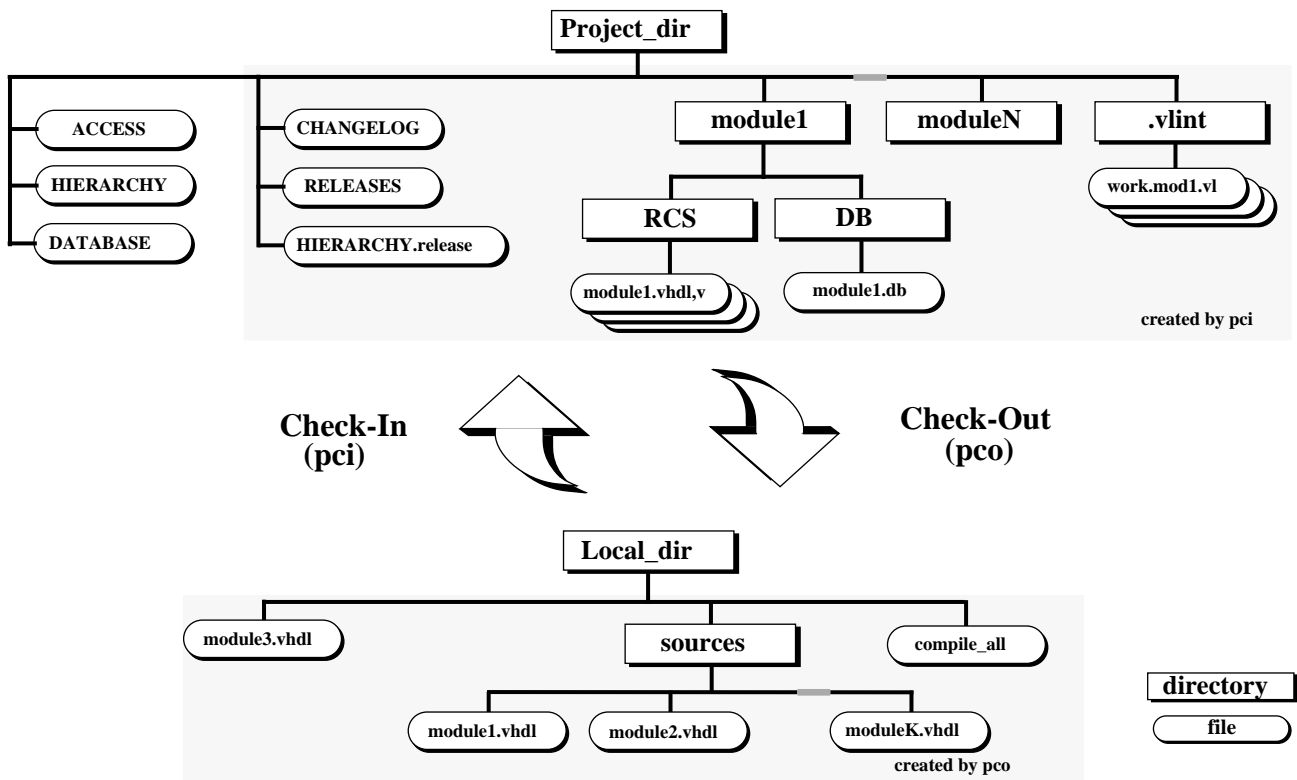 Project_dir
ACCESS
HIERARCHY
DATABASE
CHANGELOG
RELEASES
HIERARCHY.release
module1
moduleN
.vlint
RCS
DB
work.mod1.vl
module1.vhdl,v
module1.db
created by pci
Check-In
(pci)
Check-Out
(pco)
Local_dir
module3.vhdl
sources
compile_all
module1.vhdl
module2.vhdl
moduleK.vhdl
created by pco
directory
file